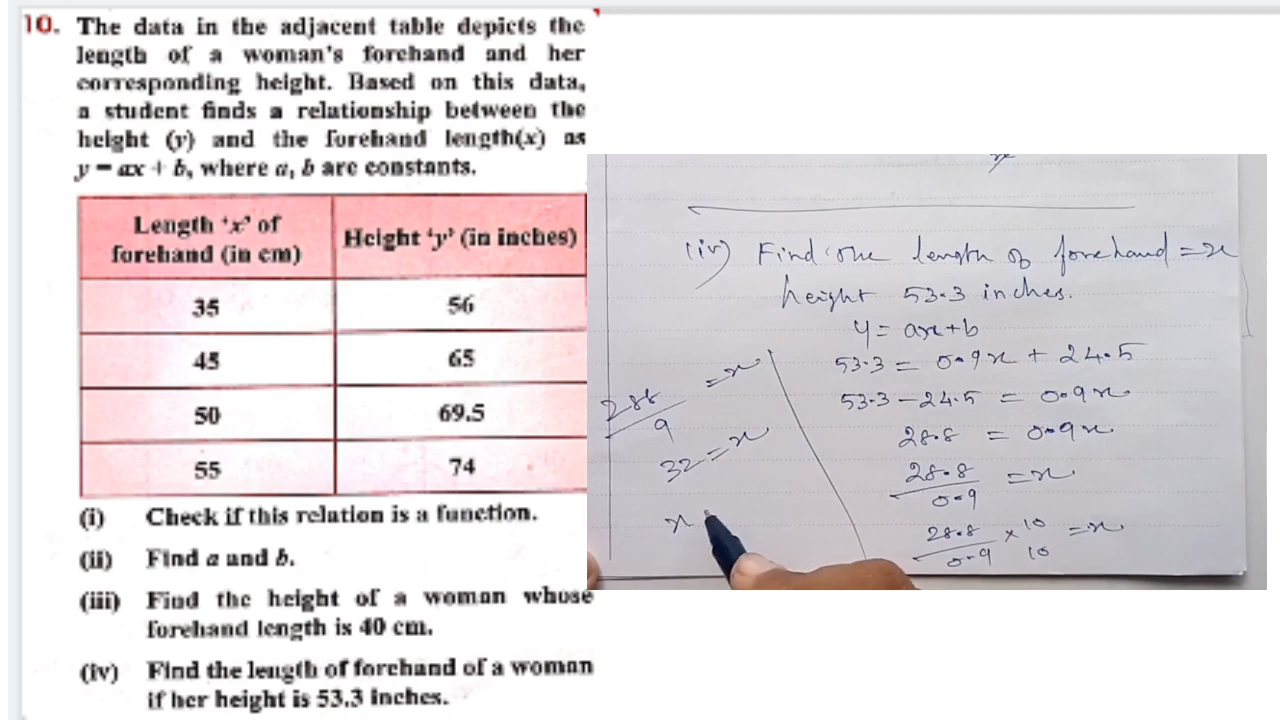 10. The data in the adjacent table depicts the
length of a woman's forehand and her
corresponding height. Based on this data,
a student finds a relationship between the
height (y) and the forehand length(x) as
y = ax + b, where a, b are constants.
Length 'x' of
forehand (in cm)
Height 'y' (in inches)
35 56
45 65
50 69.5
55 74
(i) Check if this relation is a function.
(ii) Find a and b.
(iii) Find the height of a woman whose
forehand length is 40 cm.
(iv) Find the length of forehand of a woman
if her height is 53.3 inches.
(iv) Find the length of forehand = x
height 53.3 inches.
y = ax+b
53.3 = 0.9x + 24.5
53.3 - 24.5 = 0.9x
28.8 = 0.9x
28.8/0.9 = x
28.8/0.9 × 10/10 = x
288/9 = x
32 = x
x